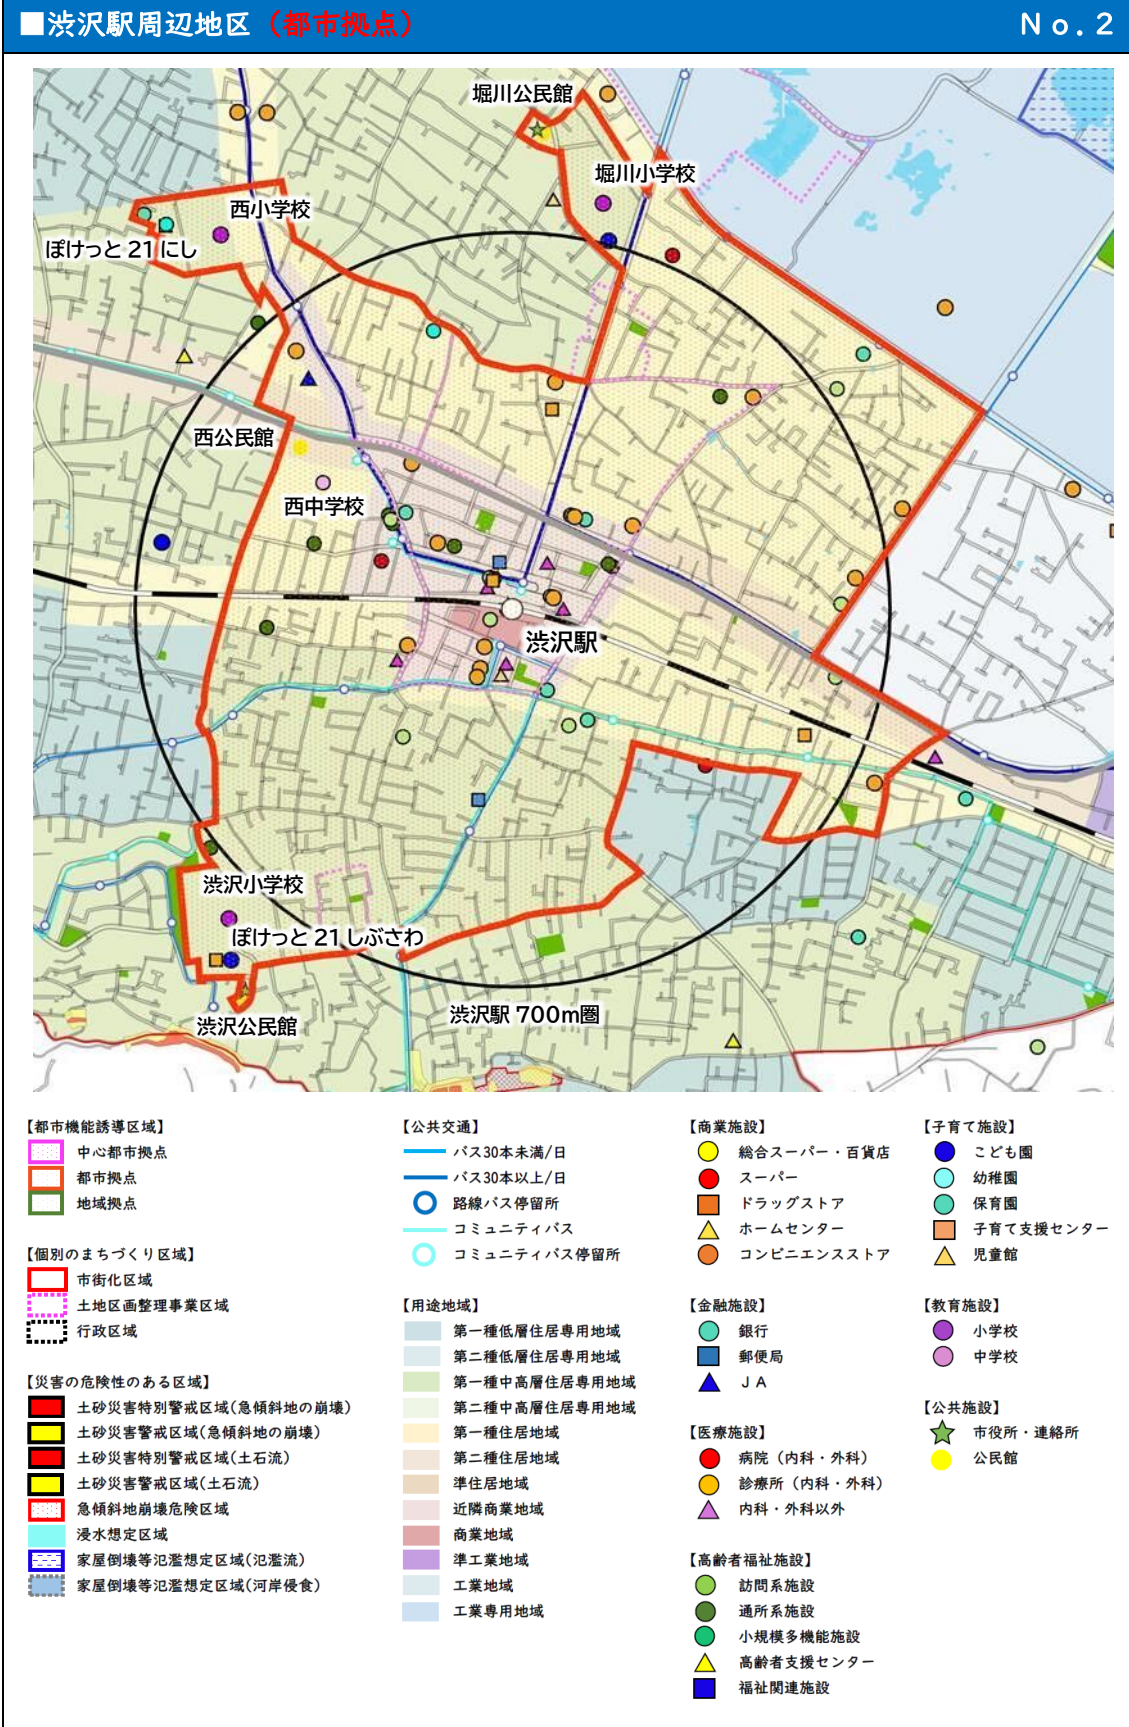 ■渋沢駅周辺地区（都市拠点）
No.2
堀川公民館
堀川小学校
西小学校
ぽけっと21にし
西公民館
西中学校
渋沢駅
渋沢小学校
ぽけっと21しぶさわ
渋沢駅700m圏
渋沢公民館
【都市機能誘導区域】
中心都市拠点
都市拠点
地域拠点
【個別のまちづくり区域】
市街化区域
土地区画整理事業区域
行政区域
【災害の危険性のある区域】
土砂災害特別警戒区域(急傾斜地の崩壊)
土砂災害警戒区域(急傾斜地の崩壊)
土砂災害特別警戒区域(土石流)
土砂災害警戒区域(土石流)
急傾斜地崩壊危険区域
浸水想定区域
家屋倒壊等氾濫想定区域(氾濫流)
家屋倒壊等氾濫想定区域(河岸侵食)
【公共交通】
バス30本未満/日
バス30本以上/日
路線バス停留所
コミュニティバス
コミュニティバス停留所
【用途地域】
第一種低層住居専用地域
第二種低層住居専用地域
第一種中高層住居専用地域
第二種中高層住居専用地域
第一種住居地域
第二種住居地域
準住居地域
近隣商業地域
商業地域
準工業地域
工業地域
工業専用地域
【商業施設】
総合スーパー・百貨店
スーパー
ドラッグストア
ホームセンター
コンビニエンスストア
【金融施設】
銀行
郵便局
ＪＡ
【医療施設】
病院（内科・外科）
診療所（内科・外科）
内科・外科以外
【高齢者福祉施設】
訪問系施設
通所系施設
小規模多機能施設
高齢者支援センター
福祉関連施設
【子育て施設】
こども園
幼稚園
保育園
子育て支援センター
児童館
【教育施設】
小学校
中学校
【公共施設】
市役所・連絡所
公民館